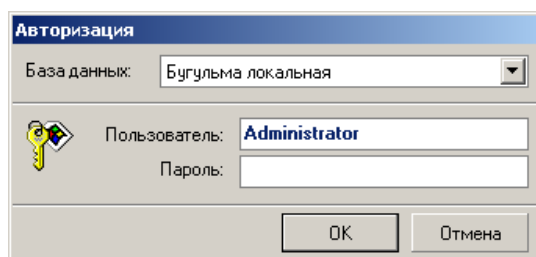 Авторизация
База данных: Бугульма локальная
Пользователь: Administrator
Пароль:
OK Отмена